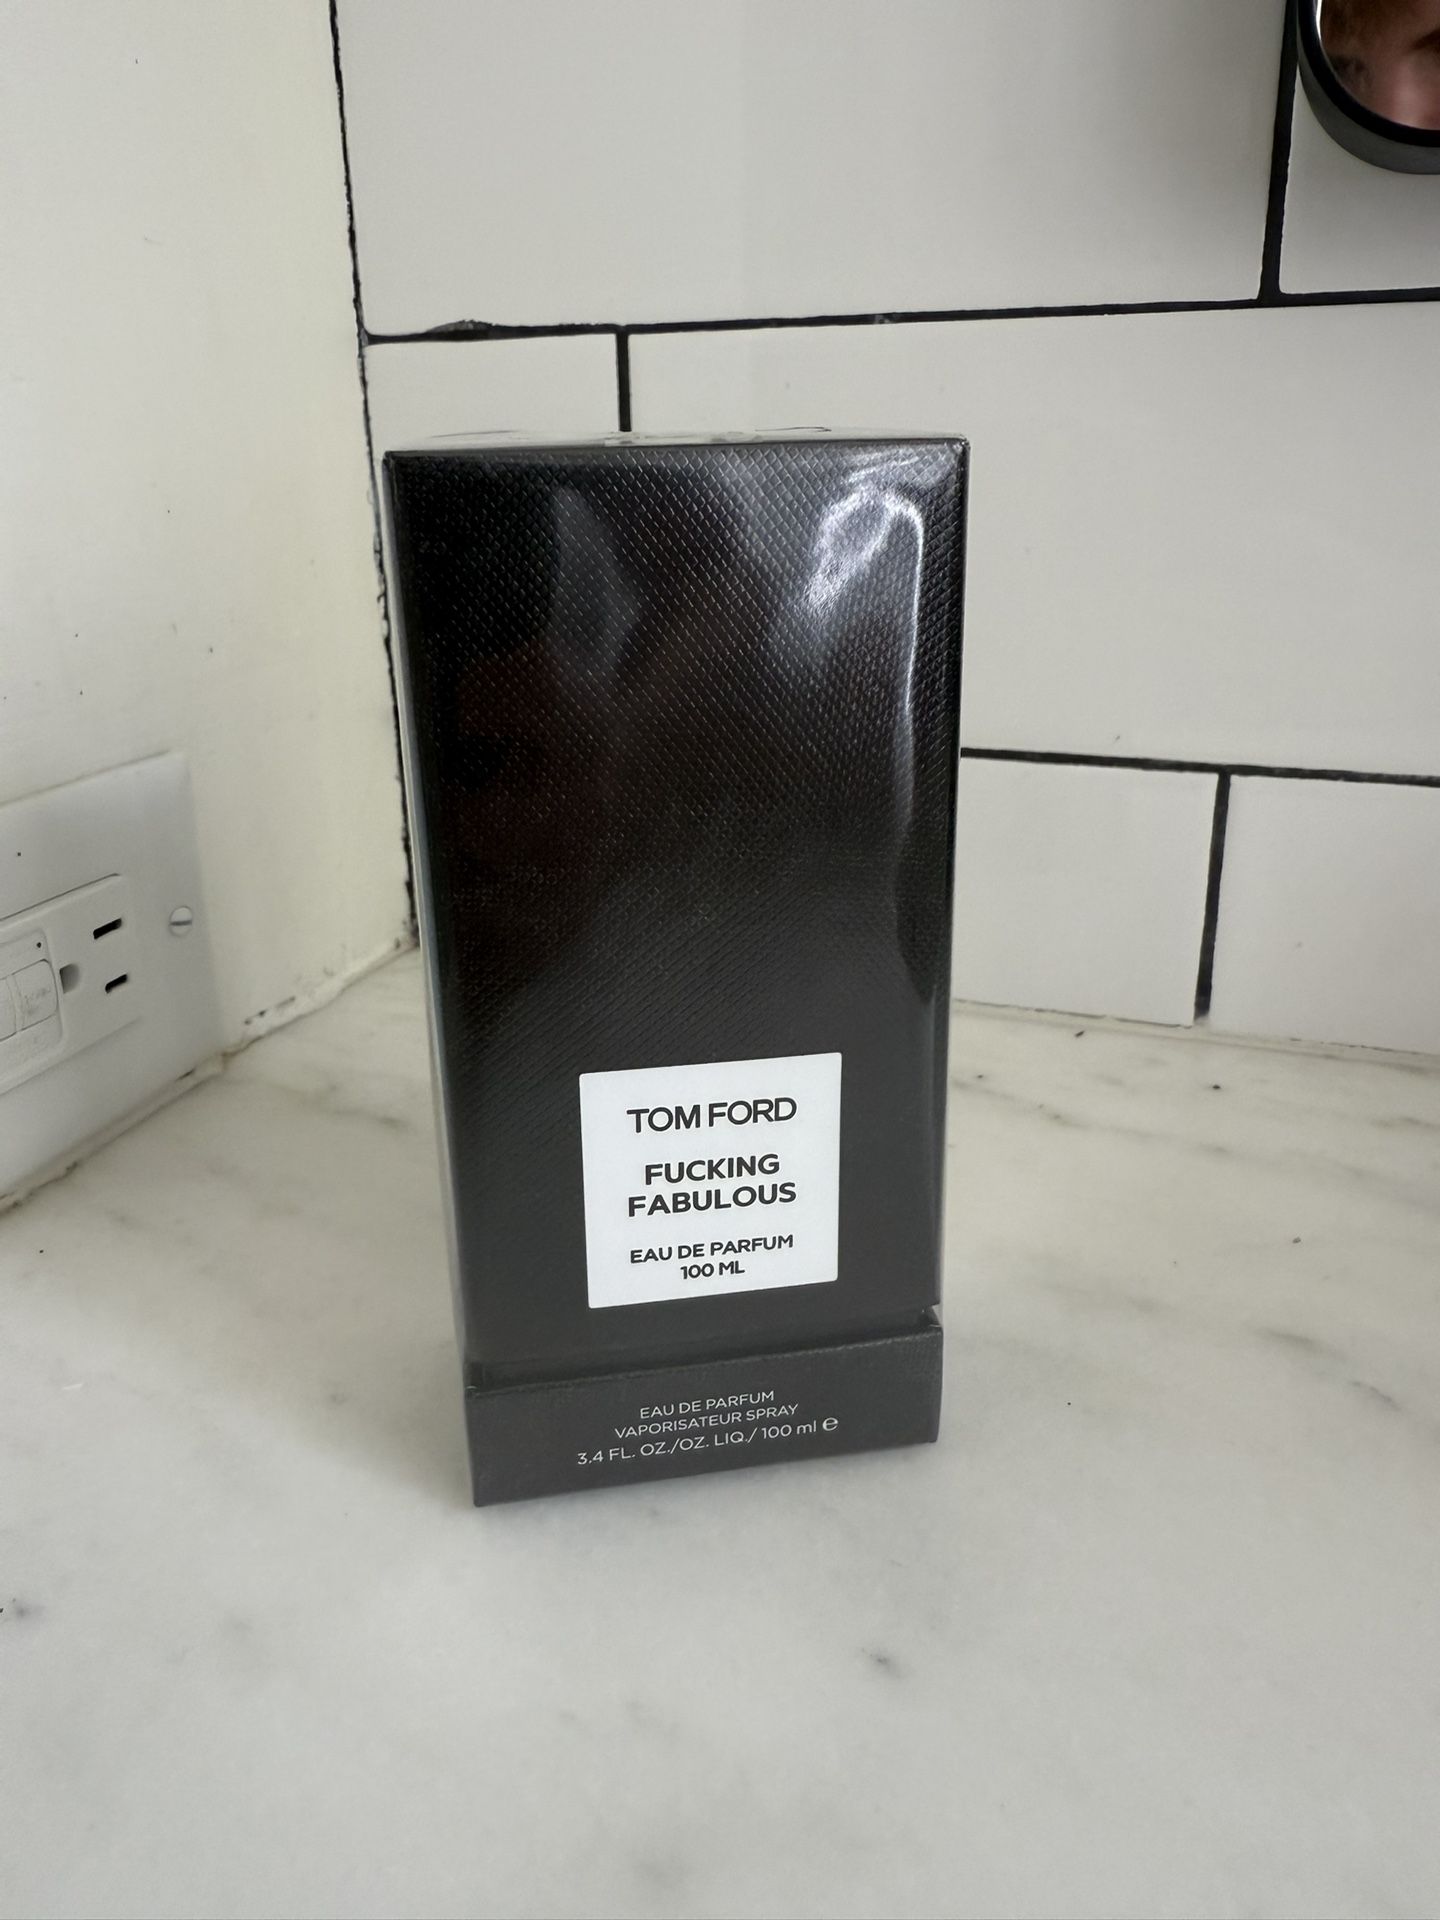 TOM FORD
FUCKING
FABULOUS
EAU DE PARFUM
100 ML
EAU DE PARFUM
VAPORISATEUR SPRAY
3.4 FL. OZ./OZ. LIQ./ 100 ml ℮